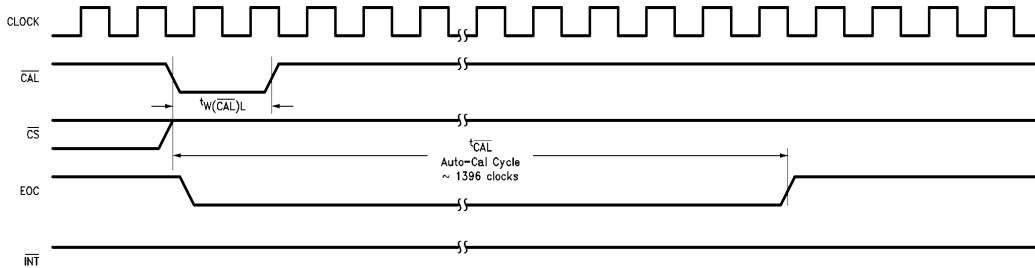 CLOCK
CAL
tW(CAL)L
CS
tCAL
Auto-Cal Cycle
~ 1396 clocks
EOC
INT